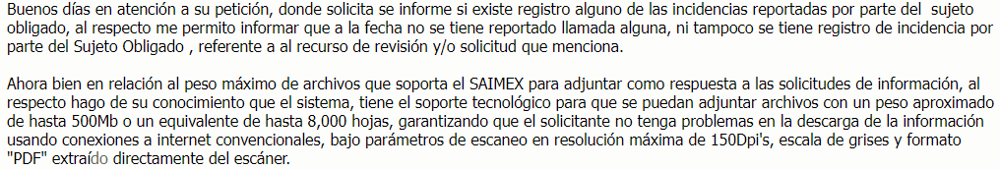 Buenos días en atención a su petición, donde solicita se informe si existe registro alguno de las incidencias reportadas por parte del  sujeto
obligado, al respecto me permito informar que a la fecha no se tiene reportado llamada alguna, ni tampoco se tiene registro de incidencia por
parte del Sujeto Obligado , referente a al recurso de revisión y/o solicitud que menciona.

Ahora bien en relación al peso máximo de archivos que soporta el SAIMEX para adjuntar como respuesta a las solicitudes de información, al
respecto hago de su conocimiento que el sistema, tiene el soporte tecnológico para que se puedan adjuntar archivos con un peso aproximado
de hasta 500Mb o un equivalente de hasta 8,000 hojas, garantizando que el solicitante no tenga problemas en la descarga de la información
usando conexiones a internet convencionales, bajo parámetros de escaneo en resolución máxima de 150Dpi's, escala de grises y formato
"PDF" extraído directamente del escáner.